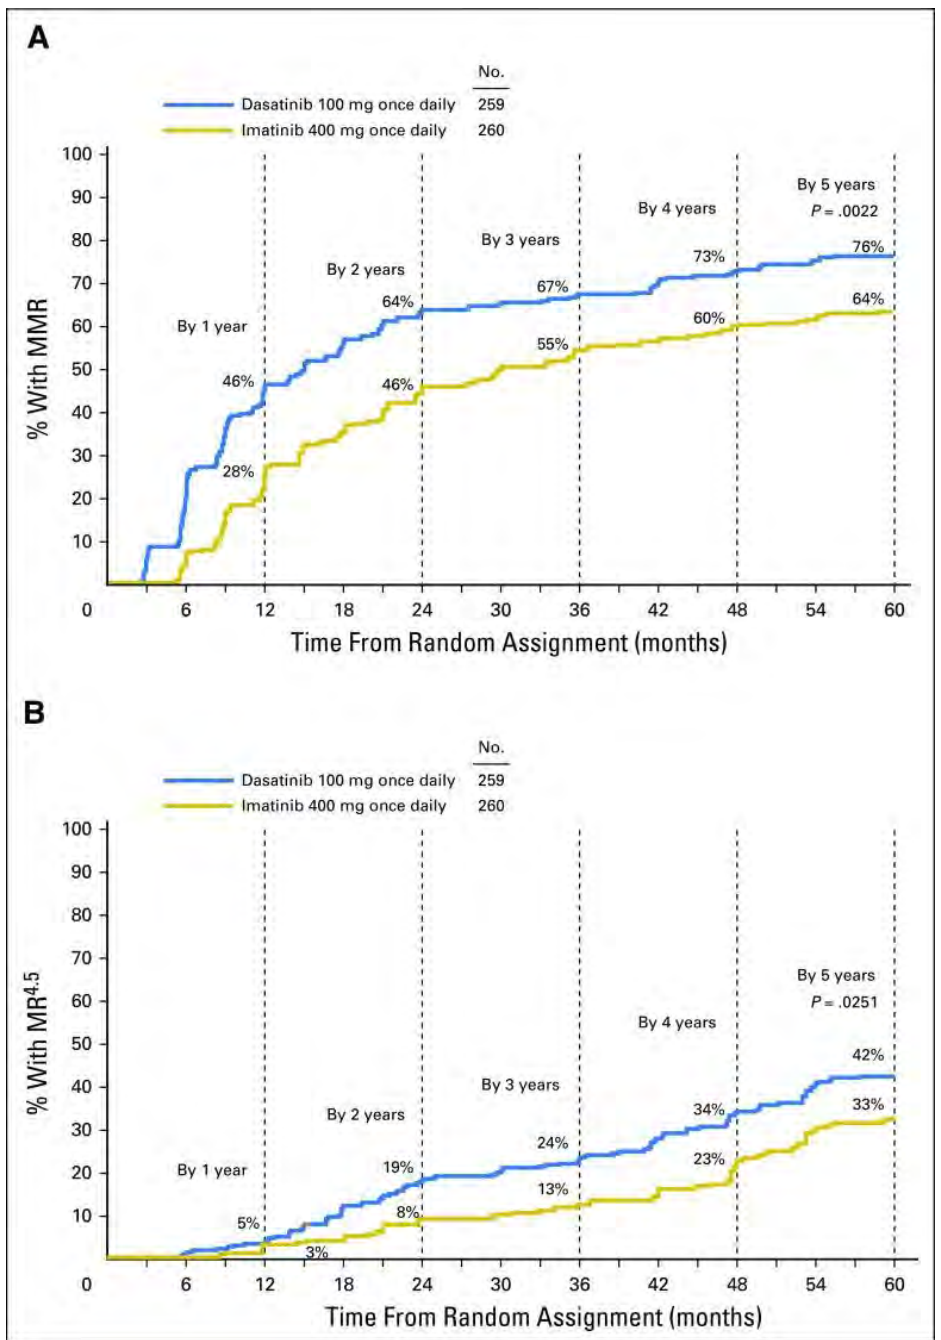 A
No.
Dasatinib 100 mg once daily 259
Imatinib 400 mg once daily 260
100
90
80
70
60
50
40
30
20
10
% With MMR
By 1 year
By 2 years
By 3 years
By 4 years
By 5 years
P = .0022
46%
64%
67%
73%
76%
28%
46%
55%
60%
64%
0 6 12 18 24 30 36 42 48 54 60
Time From Random Assignment (months)
B
No.
Dasatinib 100 mg once daily 259
Imatinib 400 mg once daily 260
100
90
80
70
60
50
40
30
20
10
% With MR4.5
By 1 year
By 2 years
By 3 years
By 4 years
By 5 years
P = .0251
5%
19%
24%
34%
42%
3%
8%
13%
23%
33%
0 6 12 18 24 30 36 42 48 54 60
Time From Random Assignment (months)